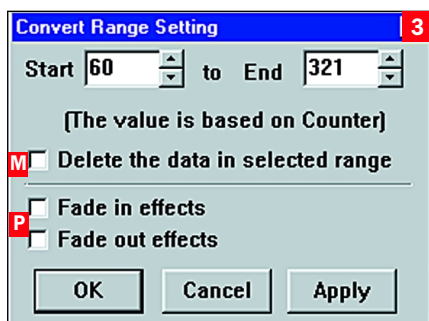 Convert Range Setting 3
Start 60 to End 321
(The value is based on Counter)
M Delete the data in selected range
Fade in effects
P
Fade out effects
OK Cancel Apply